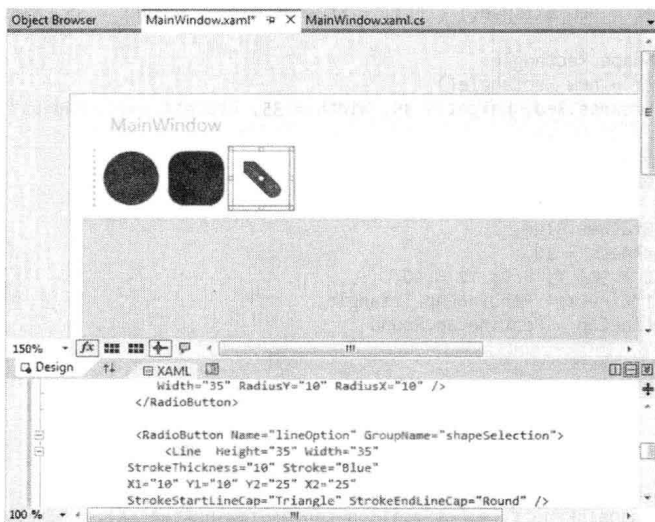 Object Browser MainWindow.xaml* MainWindow.xaml.cs
MainWindow
150% fx
Design XAML
Width="35" RadiusY="10" RadiusX="10" />
</RadioButton>
<RadioButton Name="lineOption" GroupName="shapeSelection">
<Line Height="35" Width="35"
StrokeThickness="10" Stroke="Blue"
X1="10" Y1="10" Y2="25" X2="25"
StrokeStartLineCap="Triangle" StrokeEndLineCap="Round" />
100 %